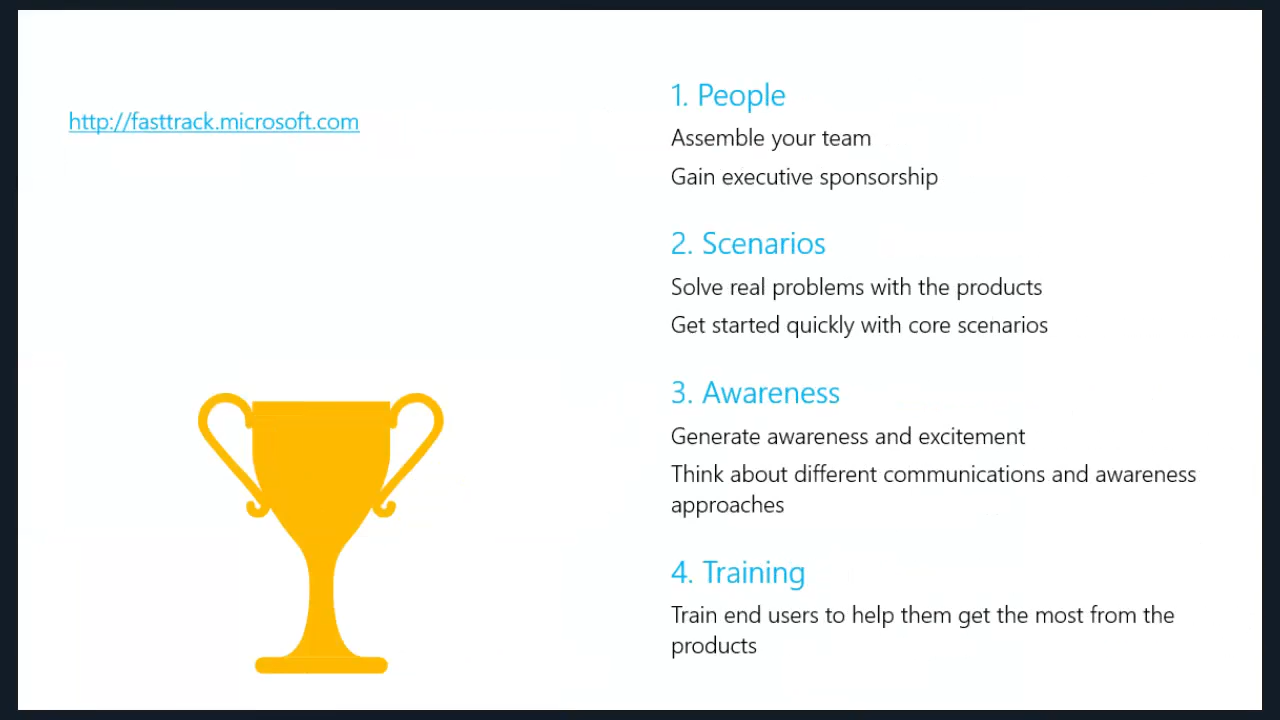 http://fasttrack.microsoft.com
1. People
Assemble your team
Gain executive sponsorship
2. Scenarios
Solve real problems with the products
Get started quickly with core scenarios
3. Awareness
Generate awareness and excitement
Think about different communications and awareness
approaches
4. Training
Train end users to help them get the most from the
products